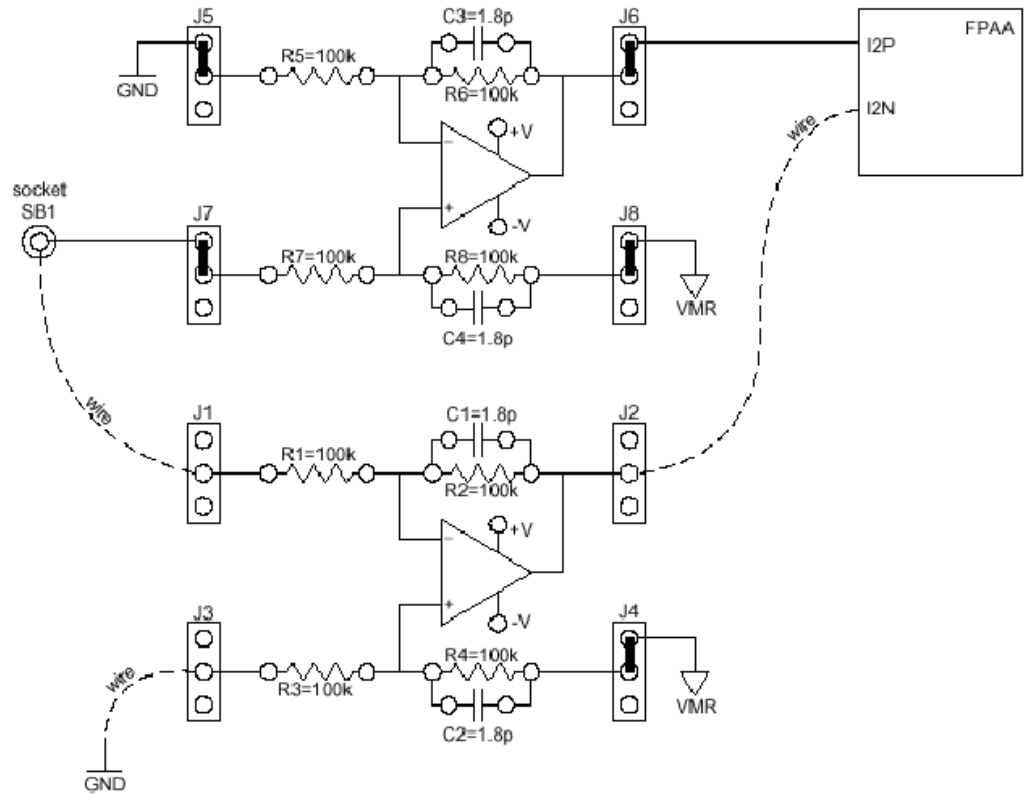 J5
C3=1.8p
J6
FPAA
R5=100k
I2P
GND
R6=100k
I2N
wire
+V
-
socket
SB1
+
J7
-V
J8
R7=100k
R8=100k
VMR
C4=1.8p
wire
J1
C1=1.8p
J2
R1=100k
R2=100k
+V
-
+
J3
-V
J4
R4=100k
wire
R3=100k
VMR
C2=1.8p
GND